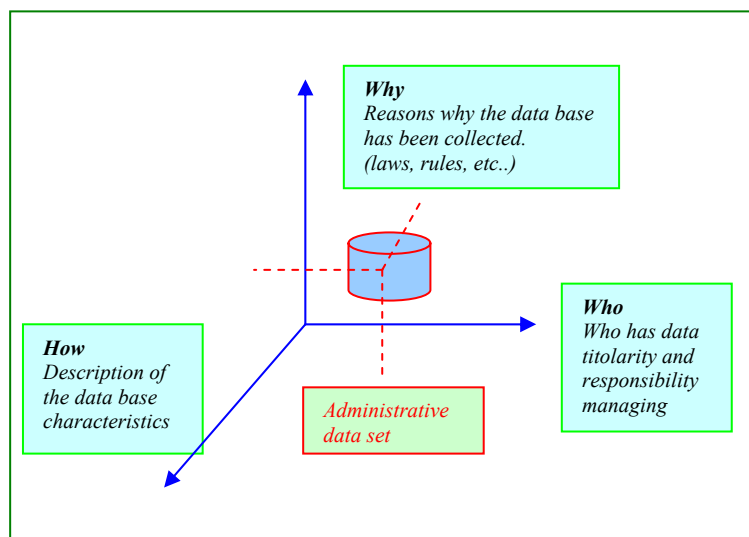 Why
Reasons why the data base
has been collected.
(laws, rules, etc..)
Who
Who has data
titolarity and
responsibility
managing
How
Description of
the data base
characteristics
Administrative
data set